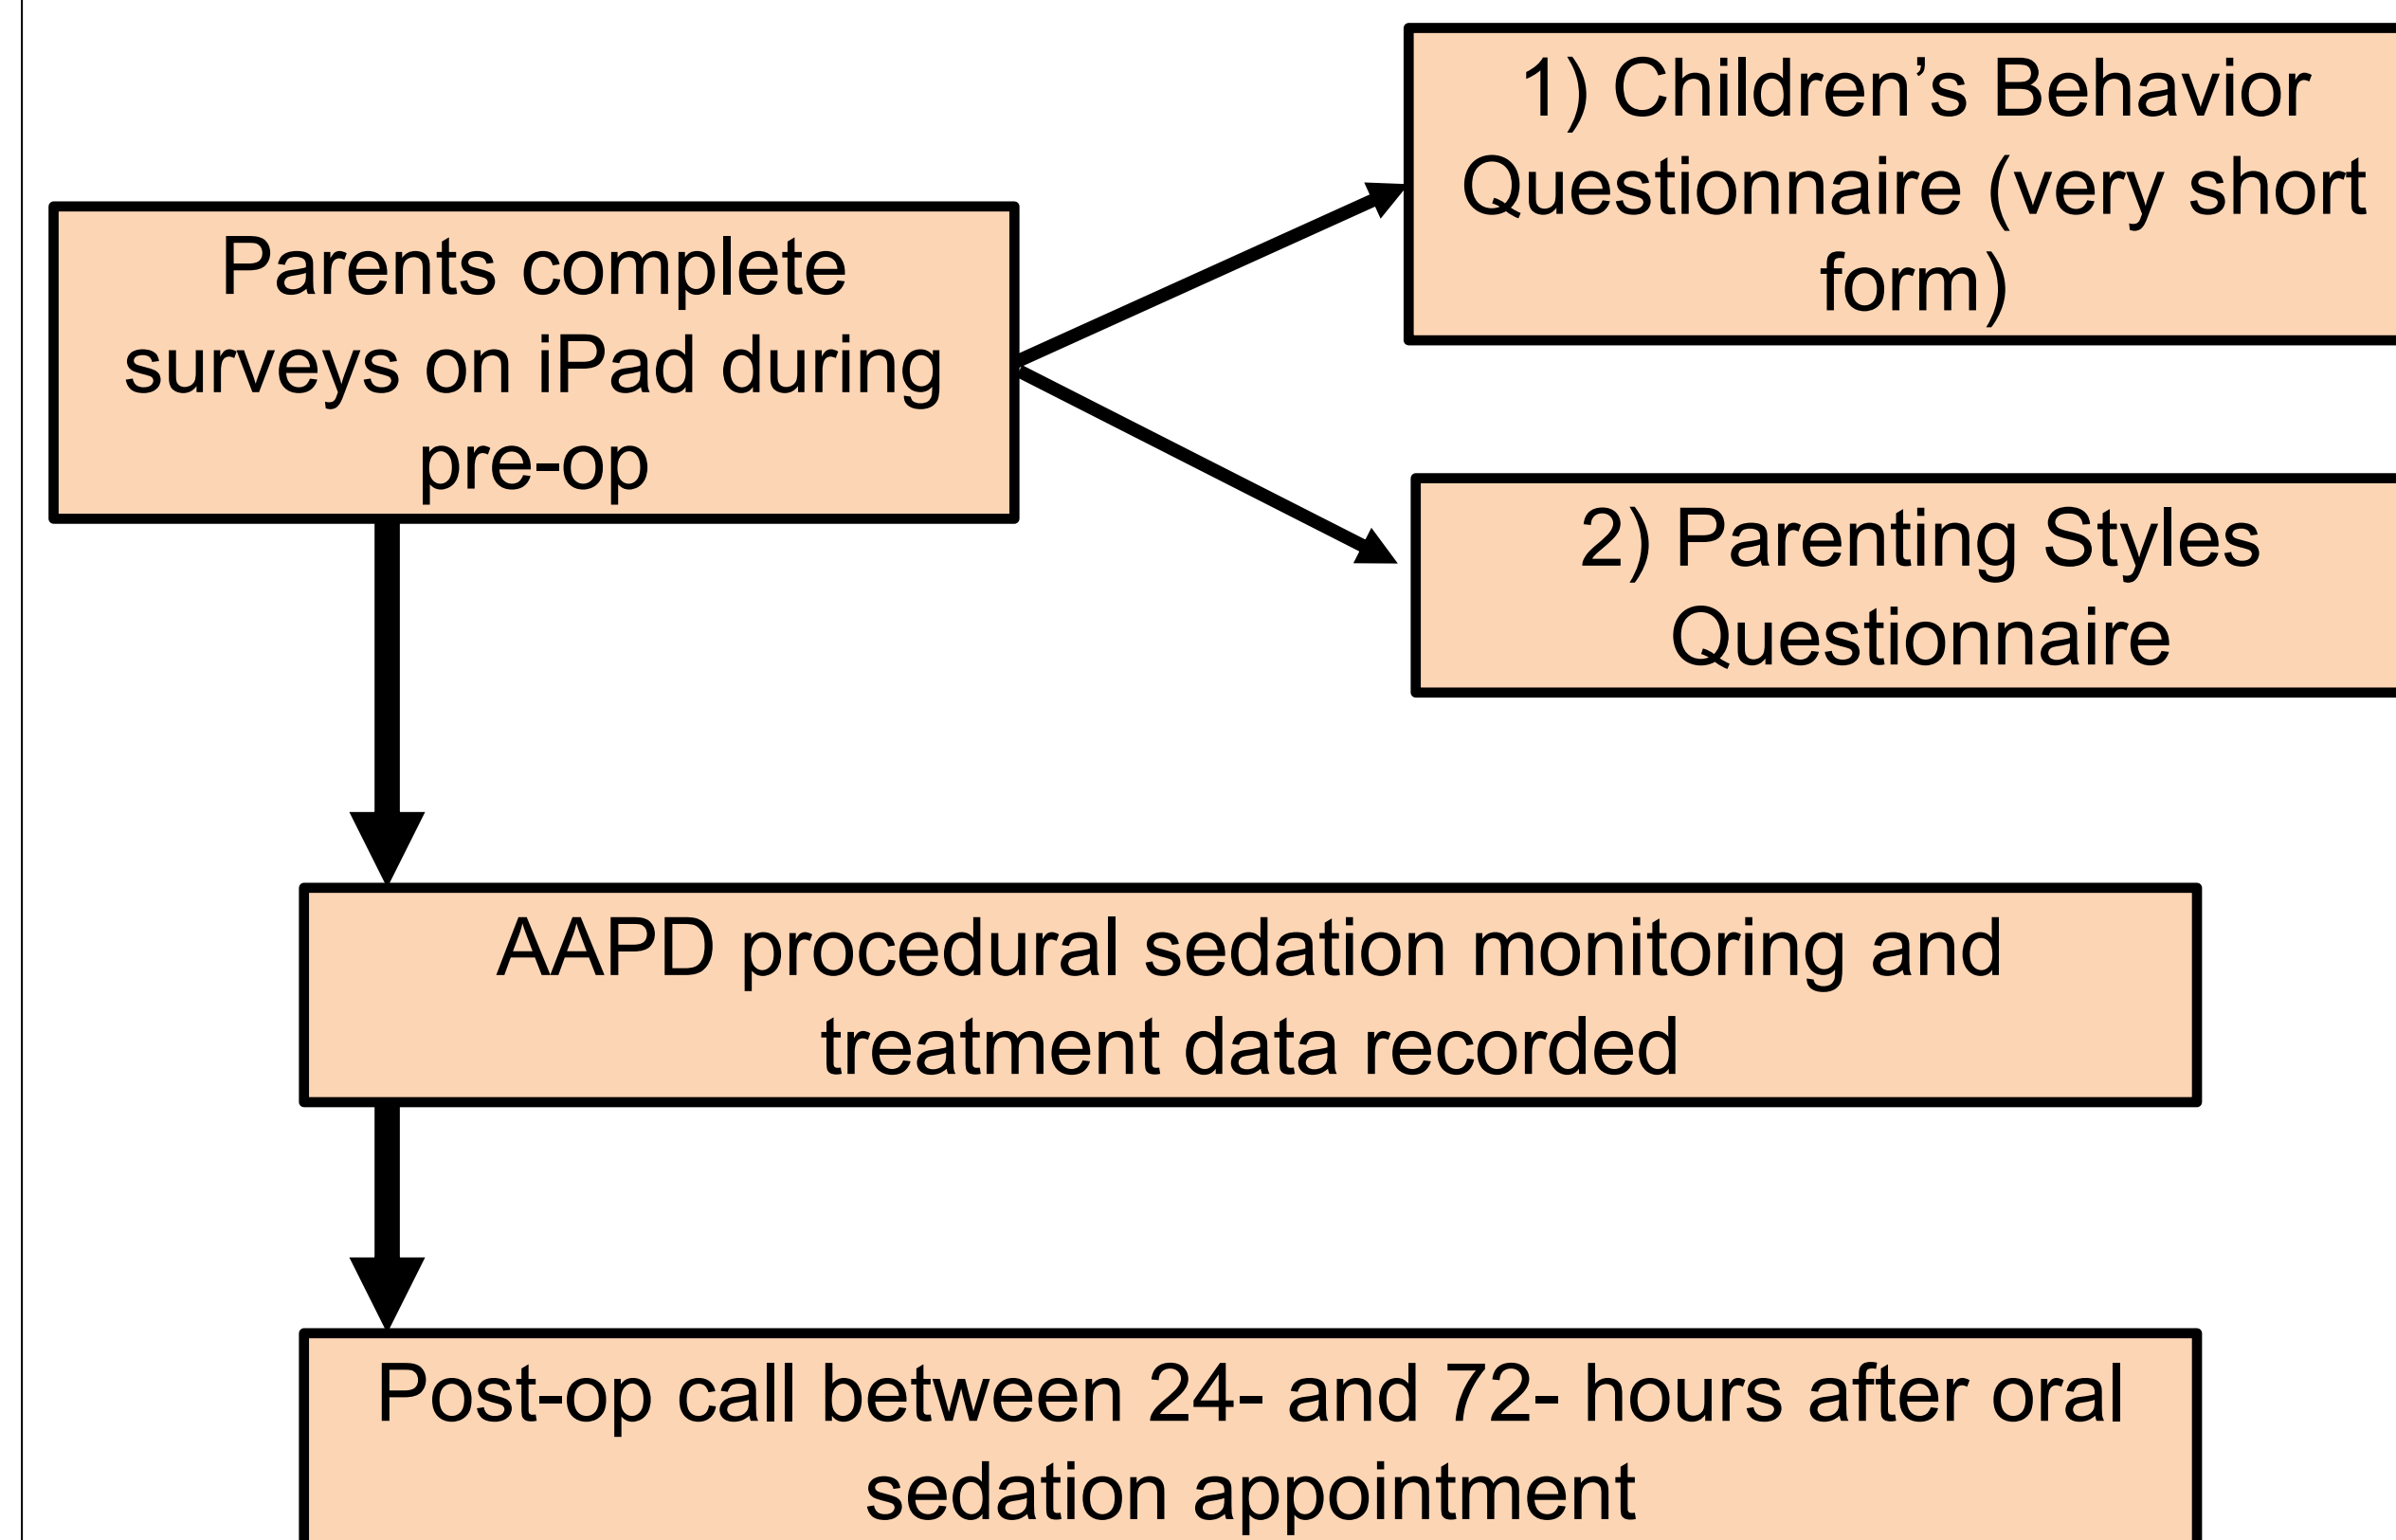 Parents complete
surveys on iPad during
pre-op
1) Children’s Behavior
Questionnaire (very short
form)
2) Parenting Styles
Questionnaire
AAPD procedural sedation monitoring and
treatment data recorded
Post-op call between 24- and 72- hours after oral
sedation appointment